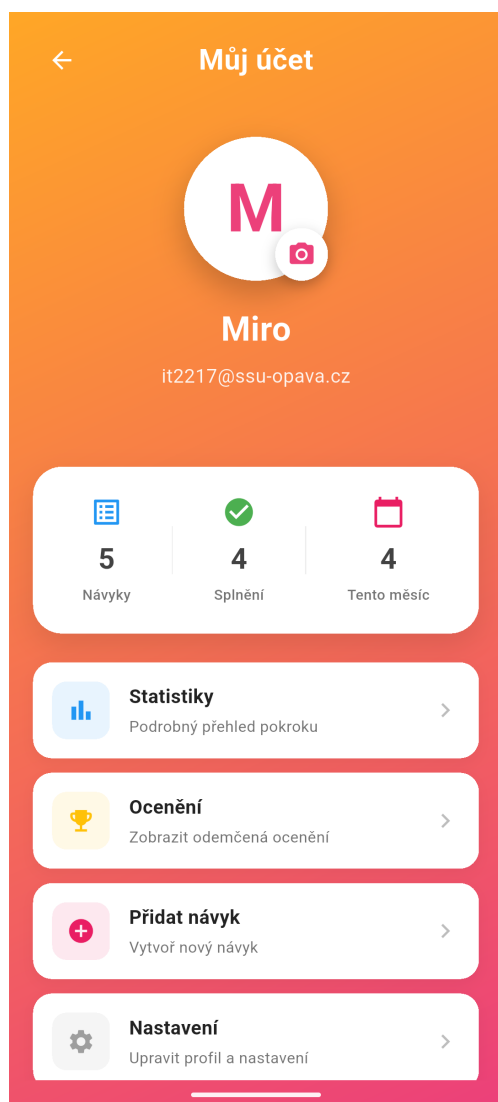 Můj účet
M
Miro
it2217@ssu-opava.cz
5 4 4
Návyky Splnění Tento měsíc
Statistiky
Podrobný přehled pokroku
Ocenění
Zobrazit odemčená ocenění
Přidat návyk
Vytvoř nový návyk
Nastavení
Upravit profil a nastavení